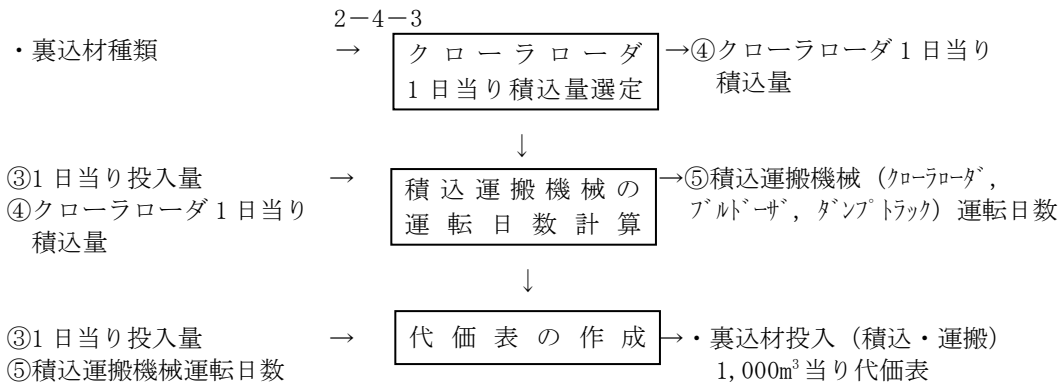 2－4－3
・裏込材種類 → クローラローダ →④クローラローダ1日当り
1日当り積込量選定 積込量
↓
③1日当り投入量 → 積込運搬機械の →⑤積込運搬機械（ｸﾛｰﾗﾛｰﾀﾞ，
④クローラローダ1日当り 運転日数計算 ﾌﾞﾙﾄﾞｰｻﾞ，ﾀﾞﾝﾌﾟﾄﾗｯｸ）運転日数
積込量
↓
③1日当り投入量 → 代価表の作成 →・裏込材投入（積込・運搬）
⑤積込運搬機械運転日数 1,000m³当り代価表